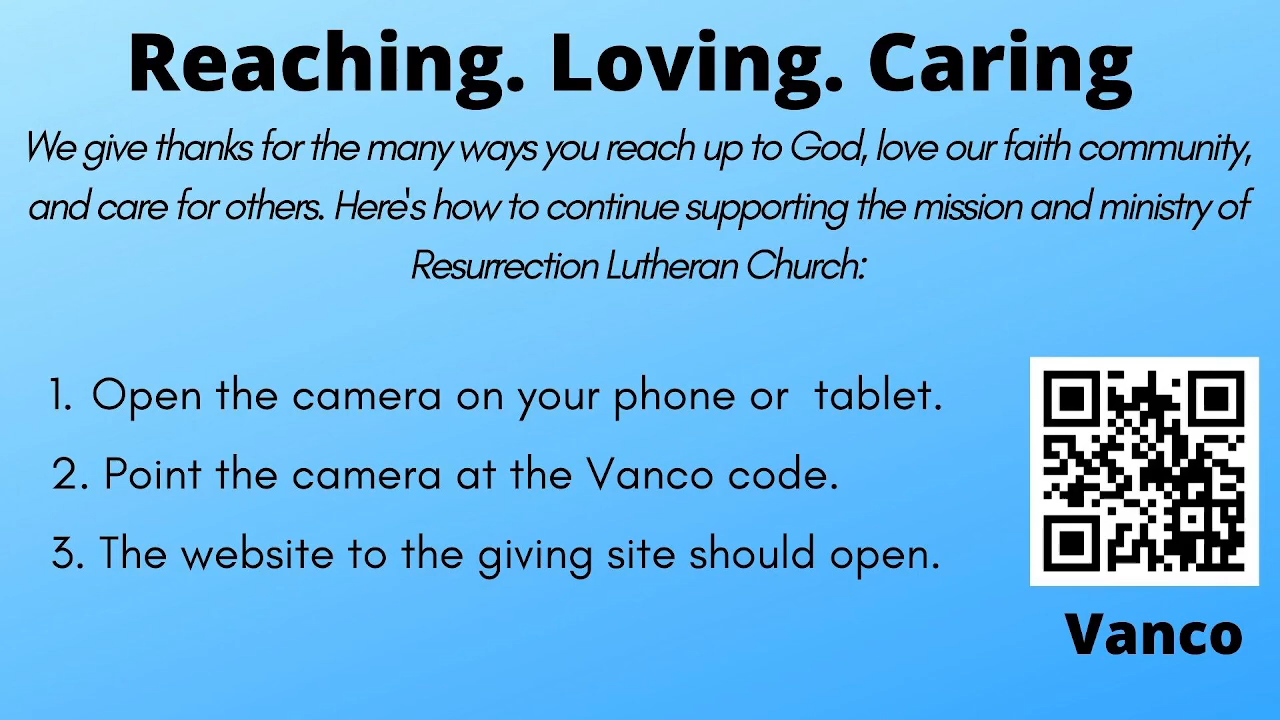 Reaching. Loving. Caring
We give thanks for the many ways you reach up to God, love our faith community,
and care for others. Here's how to continue supporting the mission and ministry of
Resurrection Lutheran Church:
1. Open the camera on your phone or  tablet.
2. Point the camera at the Vanco code.
3. The website to the giving site should open.
Vanco